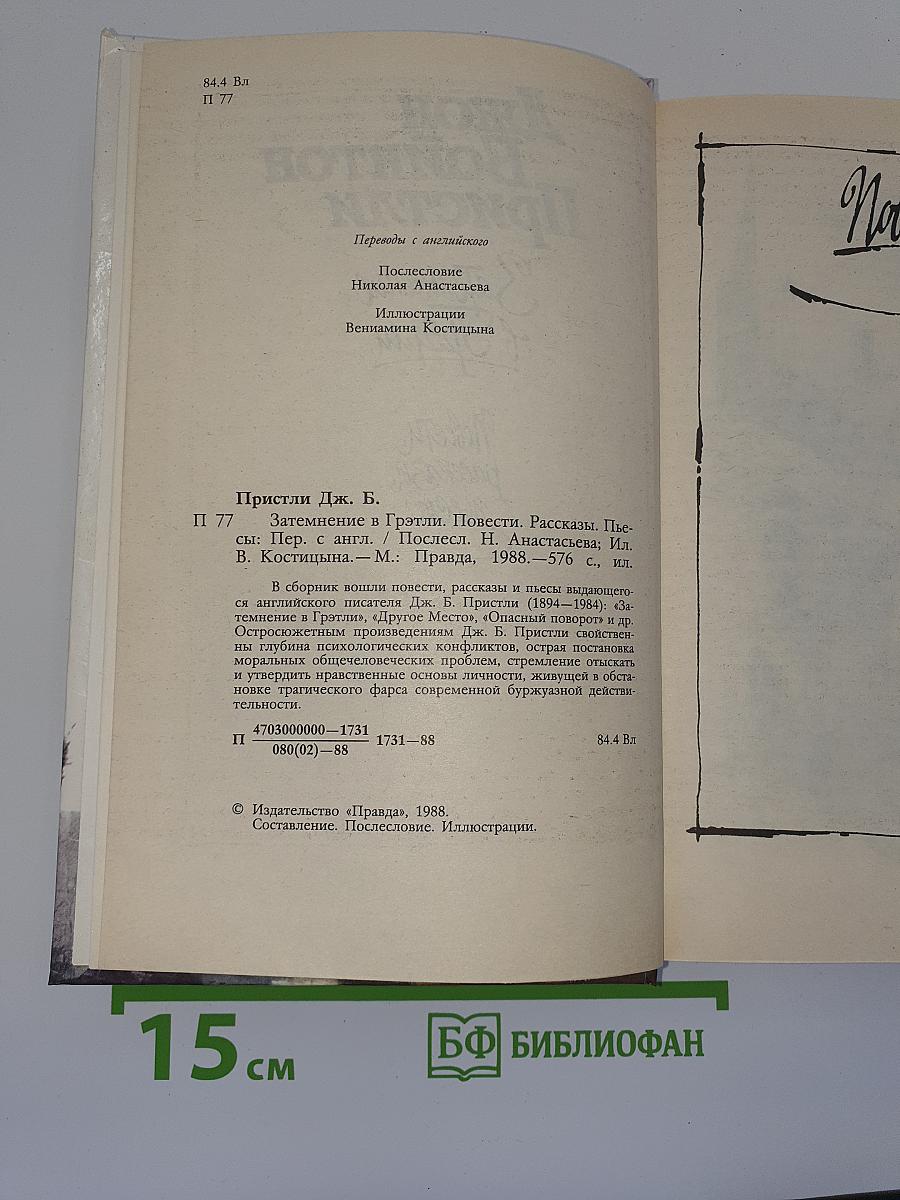 84.4 Вл
П 77
Переводы с английского
Послесловие
Николая Анастасьева
Иллюстрации
Вениамина Костицына
Пристли Дж. Б.
П 77 Затемнение в Грэтли. Повести. Рассказы. Пье-
сы: Пер. с англ. / Послесл. Н. Анастасьева; Ил.
В. Костицына.—М.: Правда, 1988.—576 с., ил.
В сборник вошли повести, рассказы и пьесы выдающего-
ся английского писателя Дж. Б. Пристли (1894—1984): «За-
темнение в Грэтли», «Другое Место», «Опасный поворот» и др.
Остросюжетным произведениям Дж. Б. Пристли свойствен-
ны глубина психологических конфликтов, острая постановка
моральных общечеловеческих проблем, стремление отыскать
и утвердить нравственные основы личности, живущей в обста-
новке трагического фарса современной буржуазной действи-
тельности.
П 4703000000—1731 1731—88 84.4 Вл
080(02)—88
© Издательство «Правда», 1988.
Составление. Послесловие. Иллюстрации.
15 см
БФ БИБЛИОФАН